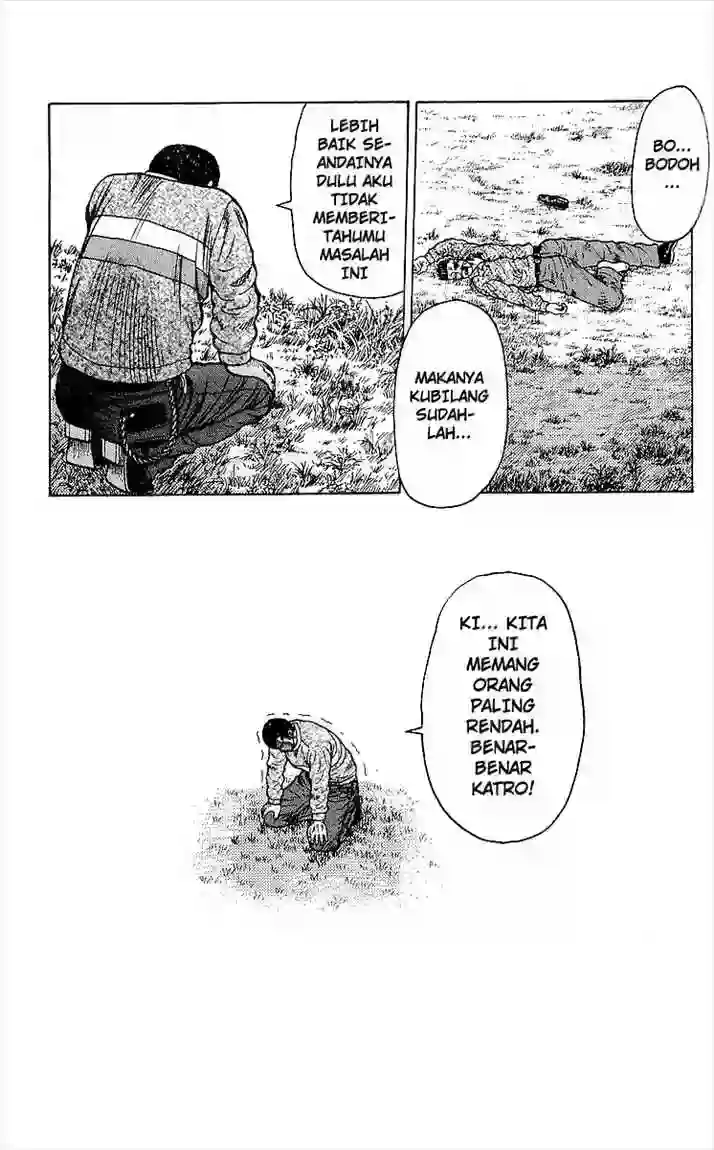 BO...
BODOH
...
MAKANYA
KUBILANG
SUDAH-
LAH...
LEBIH
BAIK SE-
ANDAINYA
DULU AKU
TIDAK
MEMBERI-
TAHUMU
MASALAH
INI
KI... KITA
INI
MEMANG
ORANG
PALING
RENDAH.
BENAR-
BENAR
KATRO!